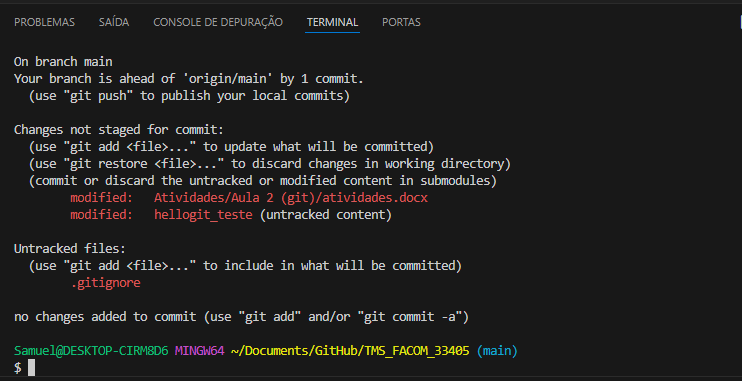 PROBLEMAS SAÍDA CONSOLE DE DEPURAÇÃO TERMINAL PORTAS
On branch main
Your branch is ahead of 'origin/main' by 1 commit.
  (use "git push" to publish your local commits)
Changes not staged for commit:
  (use "git add <file>..." to update what will be committed)
  (use "git restore <file>..." to discard changes in working directory)
  (commit or discard the untracked or modified content in submodules)
        modified:   Atividades/Aula 2 (git)/atividades.docx
        modified:   hellogit_teste (untracked content)
Untracked files:
  (use "git add <file>..." to include in what will be committed)
        .gitignore
no changes added to commit (use "git add" and/or "git commit -a")
Samuel@DESKTOP-CIRM8D6 MINGW64 ~/Documents/GitHub/TMS_FACOM_33405 (main)
$